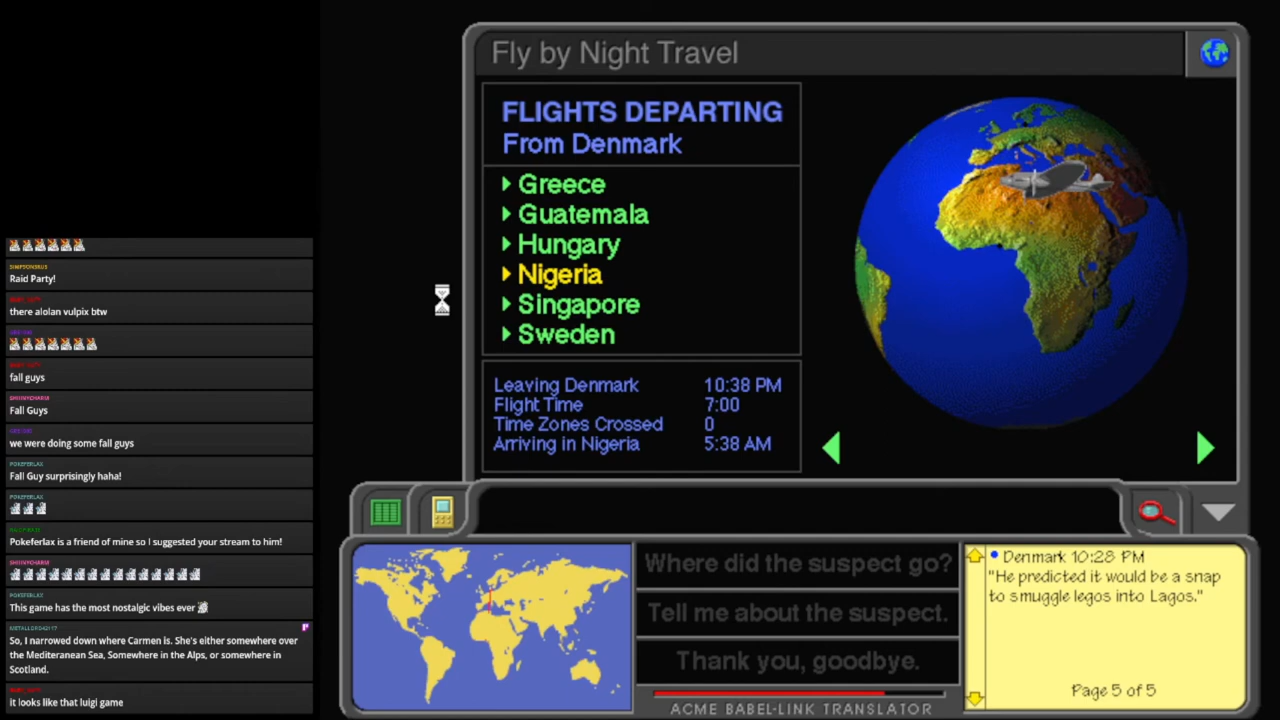 Raid Party!
there alolan vulpix btw
fall guys
Fall Guys
we were doing some fall guys
POKEFERLAX
Fall Guy surprisingly haha!
POKEFERLAX
Pokeferlax is a friend of mine so I suggested your stream to him!
POKEFERLAX
This game has the most nostalgic vibes ever
So, I narrowed down where Carmen is. She's either somewhere over
the Mediteranean Sea, Somewhere in the Alps, or somewhere in
Scotland.
it looks like that luigi game
Fly by Night Travel
FLIGHTS DEPARTING
From Denmark
Greece
Guatemala
Hungary
Nigeria
Singapore
Sweden
Leaving Denmark 10:38 PM
Flight Time 7:00
Time Zones Crossed 0
Arriving in Nigeria 5:38 AM
Where did the suspect go?
Tell me about the suspect.
Thank you, goodbye.
ACME BABEL-LINK TRANSLATOR
Denmark 10:28 PM
"He predicted it would be a snap
to smuggle legos into Lagos."
Page 5 of 5